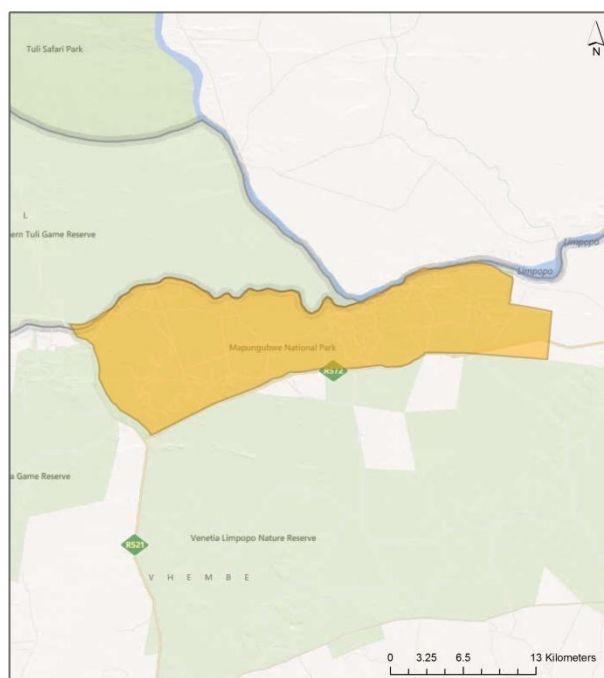 Tuli Safari Park
N
L
ern Tuli Game Reserve
Limpopo
Limpopo
Mapungubwe National Park
R572
a Game Reserve
Venetia Limpopo Nature Reserve
R521
V H E M B E
0 3.25 6.5 13 Kilometers